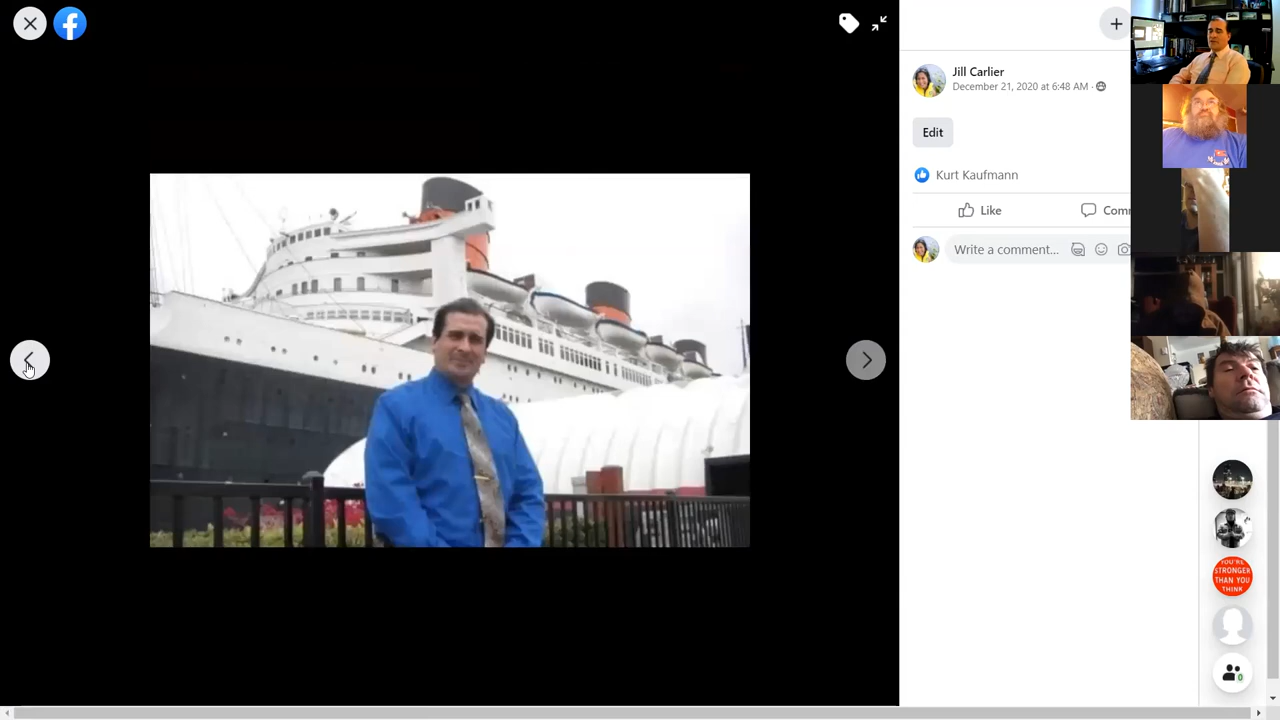 Jill Carlier
December 21, 2020 at 6:48 AM ·
Edit
Kurt Kaufmann
Like
Comm
Write a comment...
YOU'RE
STRONGER
THAN YOU
THINK
0